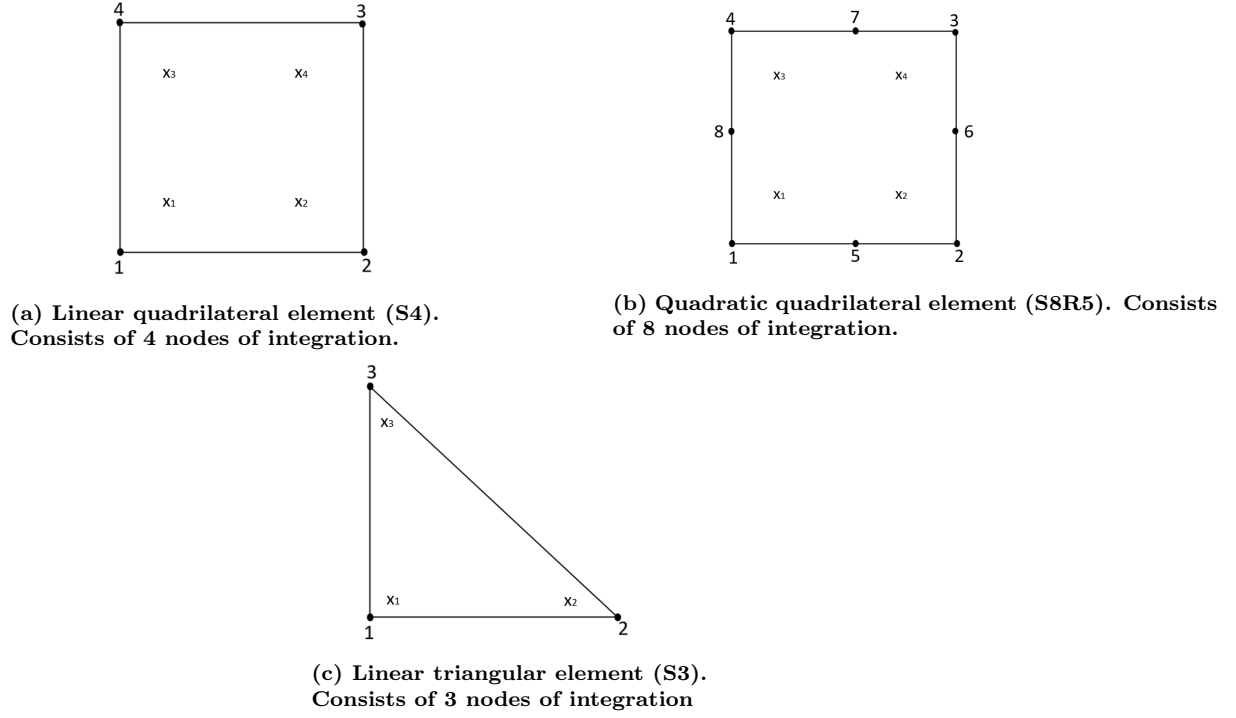 4 3
x3 x4
x1 x2
1 2
4 7 3
x3 x4
8 6
x1 x2
1 5 2
(a) Linear quadrilateral element (S4).
Consists of 4 nodes of integration.
(b) Quadratic quadrilateral element (S8R5). Consists
of 8 nodes of integration.
3
x3
x1 x2
1 2
(c) Linear triangular element (S3).
Consists of 3 nodes of integration